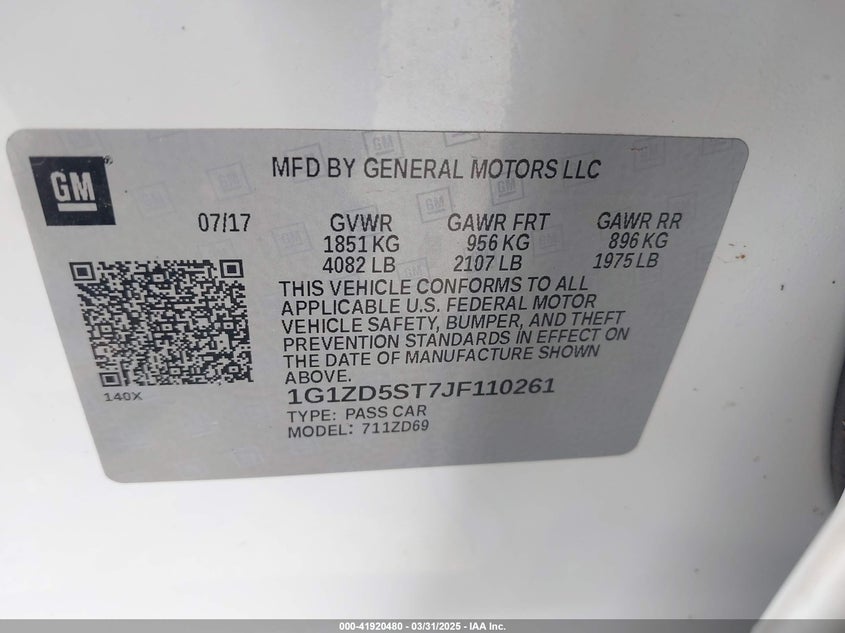 GM
MFD BY GENERAL MOTORS LLC
07/17 GVWR GAWR FRT GAWR RR
1851 KG 956 KG 896 KG
4082 LB 2107 LB 1975 LB
THIS VEHICLE CONFORMS TO ALL
APPLICABLE U.S. FEDERAL MOTOR
VEHICLE SAFETY, BUMPER, AND THEFT
PREVENTION STANDARDS IN EFFECT ON
THE DATE OF MANUFACTURE SHOWN
ABOVE.
140X
1G1ZD5ST7JF110261
TYPE: PASS CAR
MODEL: 711ZD69
000-41920480 - 03/31/2025 - IAA Inc.